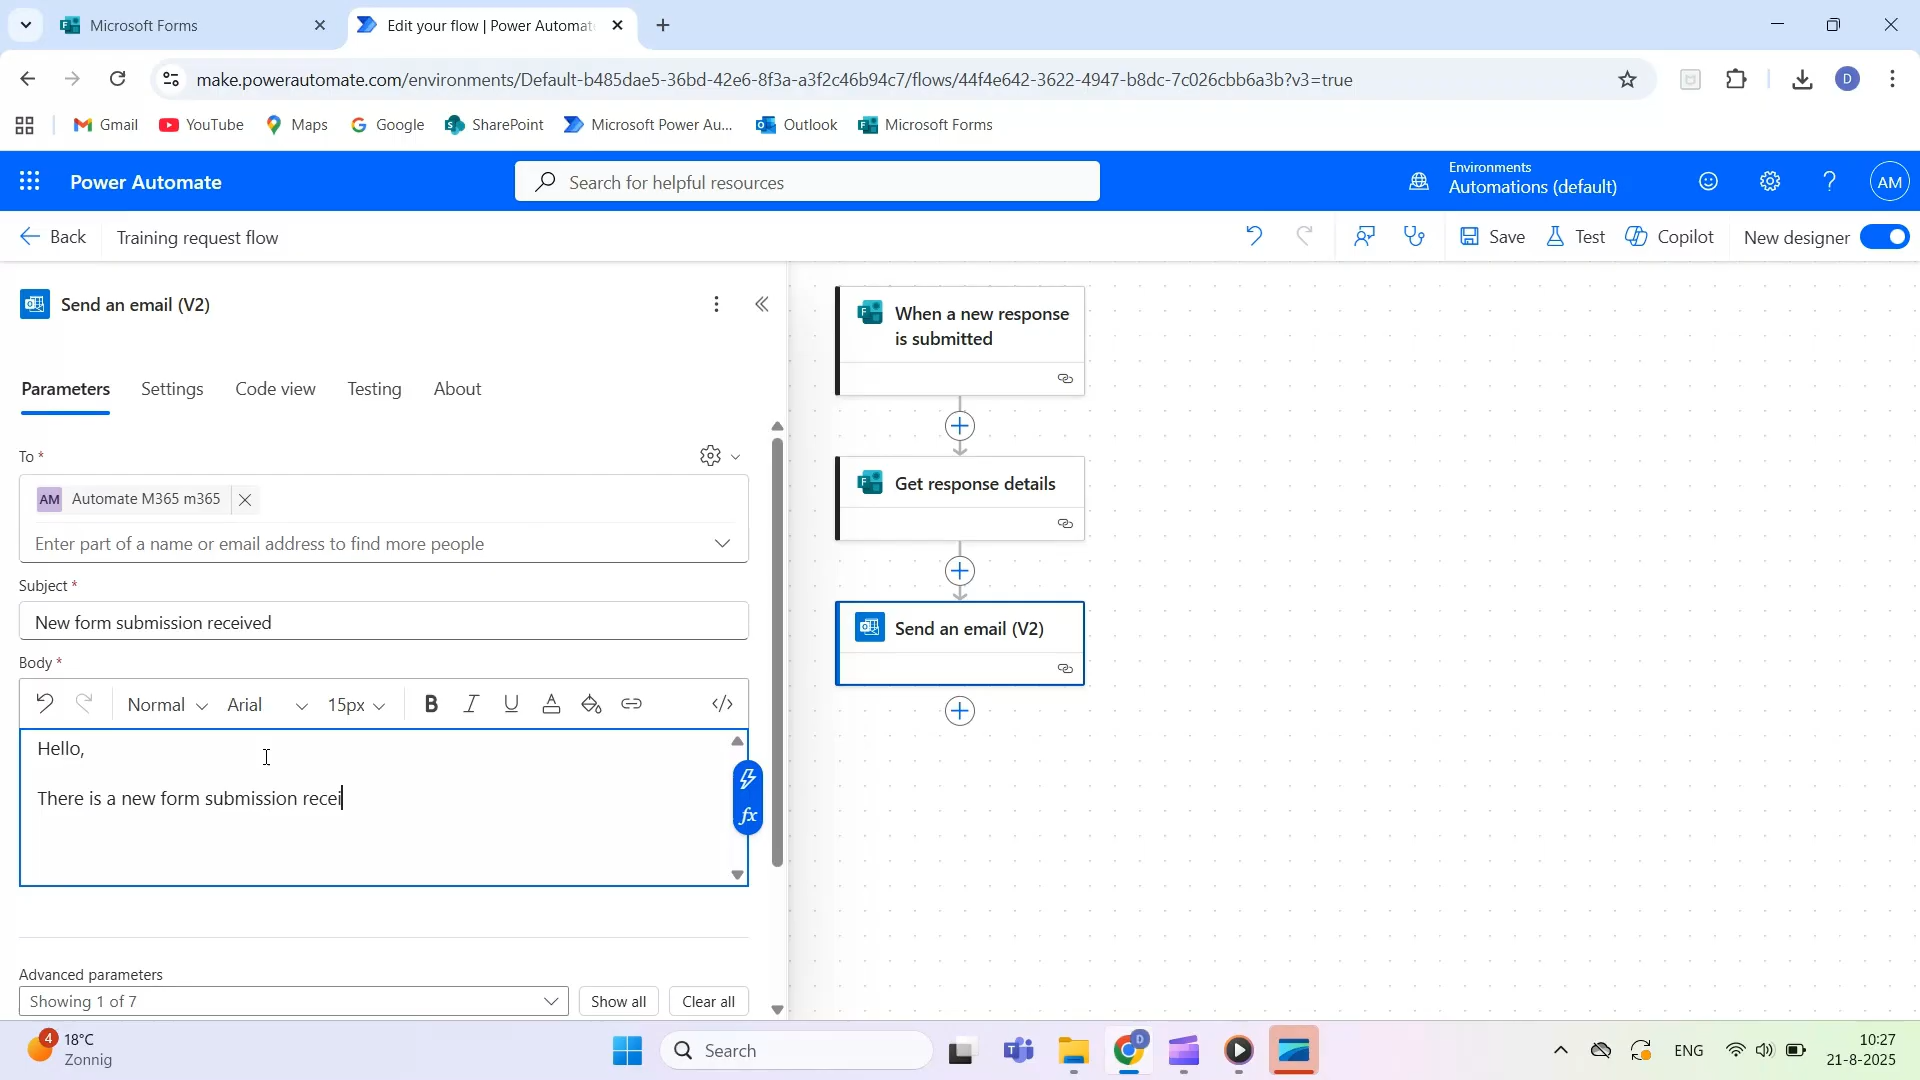 Microsoft Forms
Edit your flow | Power Automat
make.powerautomate.com/environments/Default-b485dae5-36bd-42e6-8f3a-a3f2c46b94c7/flows/44f4e642-3622-4947-b8dc-7c026cbb6a3b?v3=true
D
Gmail
YouTube
Maps
Google
SharePoint
Microsoft Power Au...
Outlook
Microsoft Forms
Power Automate
Search for helpful resources
Environments
Automations (default)
AM
Back
Training request flow
Save
Test
Copilot
New designer
Send an email (V2)
Parameters
Settings
Code view
Testing
About
To *
AM
Automate M365 m365
Enter part of a name or email address to find more people
Subject *
New form submission received
Body *
Normal
Arial
15px
B
I
U
A
</>
Hello,
There is a new form submission recei
fx
Advanced parameters
Showing 1 of 7
Show all
Clear all
When a new response
is submitted
Get response details
Send an email (V2)
4
18°C
Zonnig
Search
D
ENG
10:27
21-8-2025